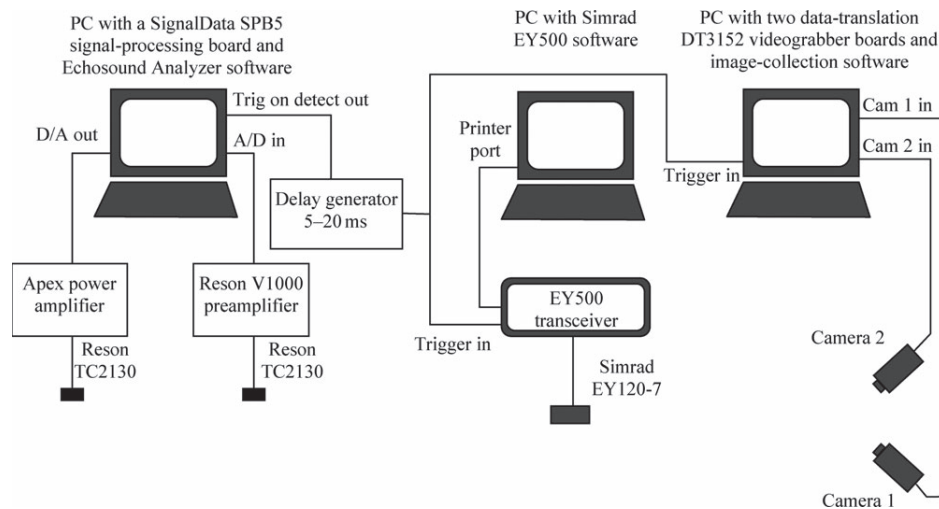 PC with a SignalData SPB5
signal-processing board and
Echosound Analyzer software
PC with Simrad
EY500 software
PC with two data-translation
DT3152 videograbber boards and
image-collection software
Trig on detect out
D/A out
A/D in
Printer
port
Cam 1 in
Cam 2 in
Trigger in
Delay generator
5–20 ms
Apex power
amplifier
Reson V1000
preamplifier
EY500
transceiver
Trigger in
Reson
TC2130
Reson
TC2130
Simrad
EY120-7
Camera 2
Camera 1